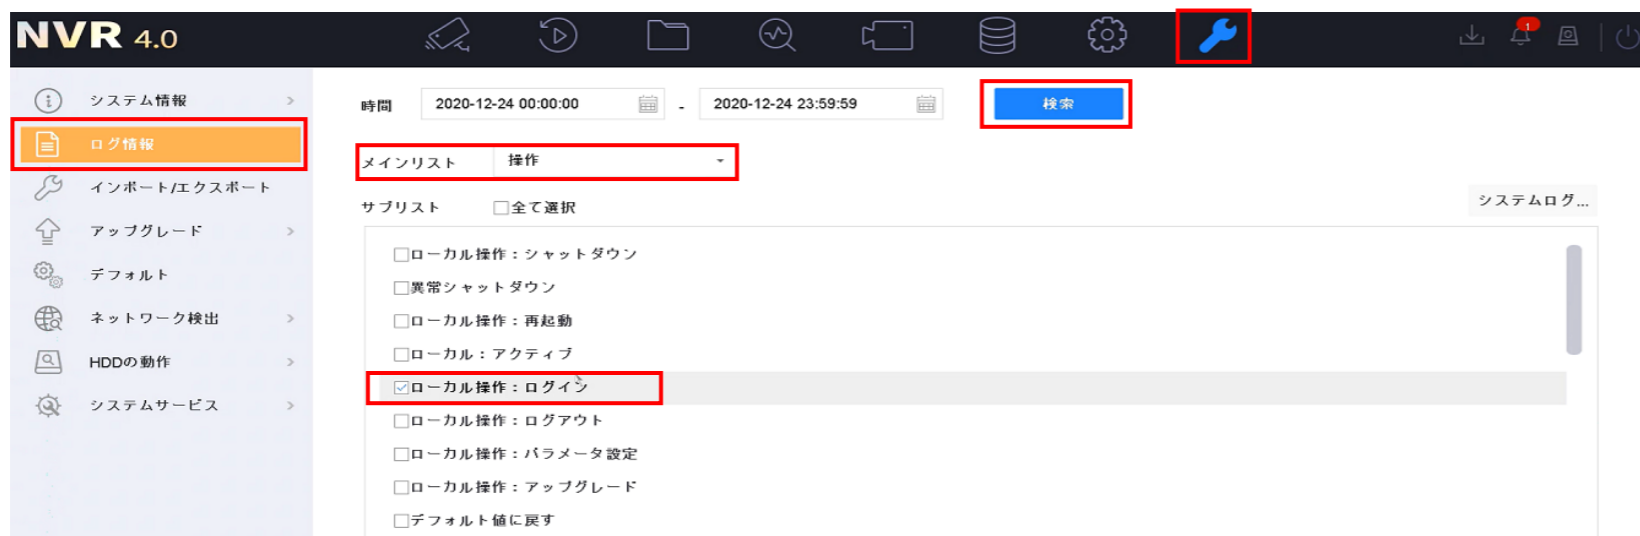 NVR 4.0
1
システム情報
ログ情報
インポート/エクスポート
アップグレード
デフォルト
ネットワーク検出
HDDの動作
システムサービス
時間 2020-12-24 00:00:00 - 2020-12-24 23:59:59 検索
メインリスト 操作
サブリスト 全て選択
システムログ...
ローカル操作：シャットダウン
異常シャットダウン
ローカル操作：再起動
ローカル：アクティブ
ローカル操作：ログイン
ローカル操作：ログアウト
ローカル操作：パラメータ設定
ローカル操作：アップグレード
デフォルト値に戻す